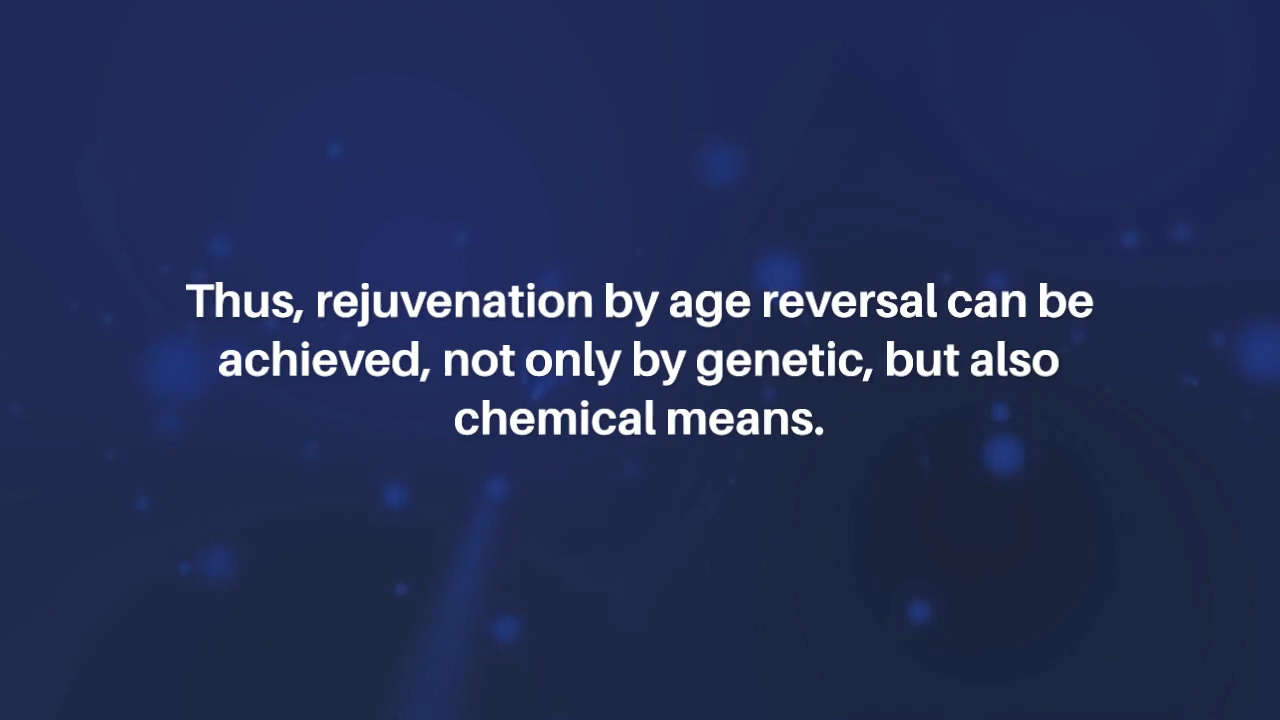 Thus, rejuvenation by age reversal can be
achieved, not only by genetic, but also
chemical means.